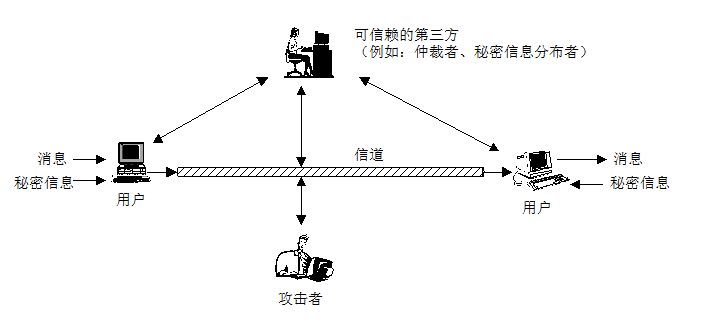 可信赖的第三方
（例如：仲裁者、秘密信息分布者）
信道
消息
秘密信息
用户
消息
秘密信息
用户
攻击者